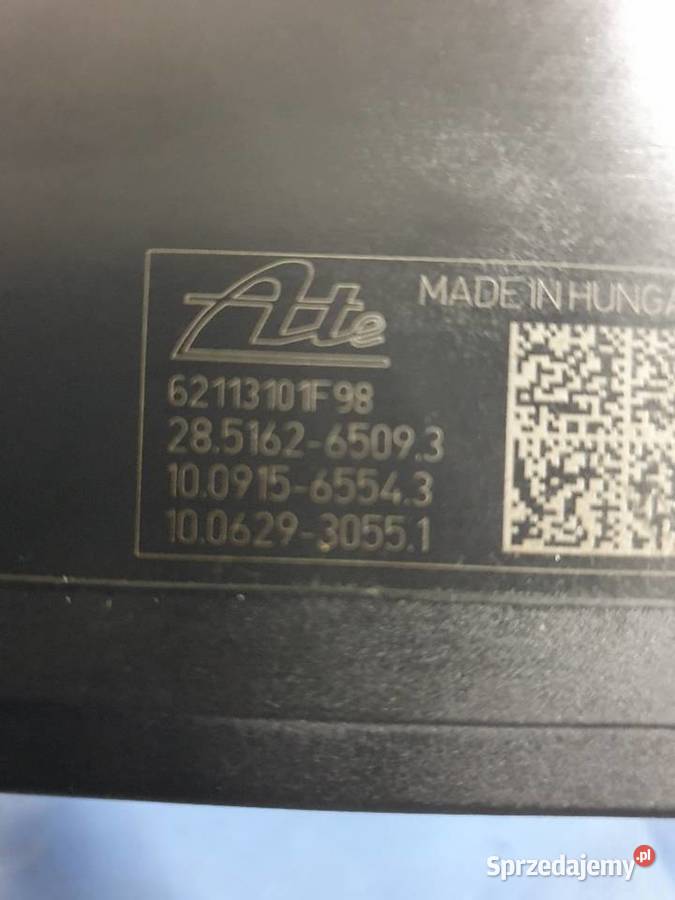 Ate
MADE IN HUNGA
62113101F98
28.5162-6509.3
10.0915-6554.3
10.0629-3055.1
Sprzedajemy.pl